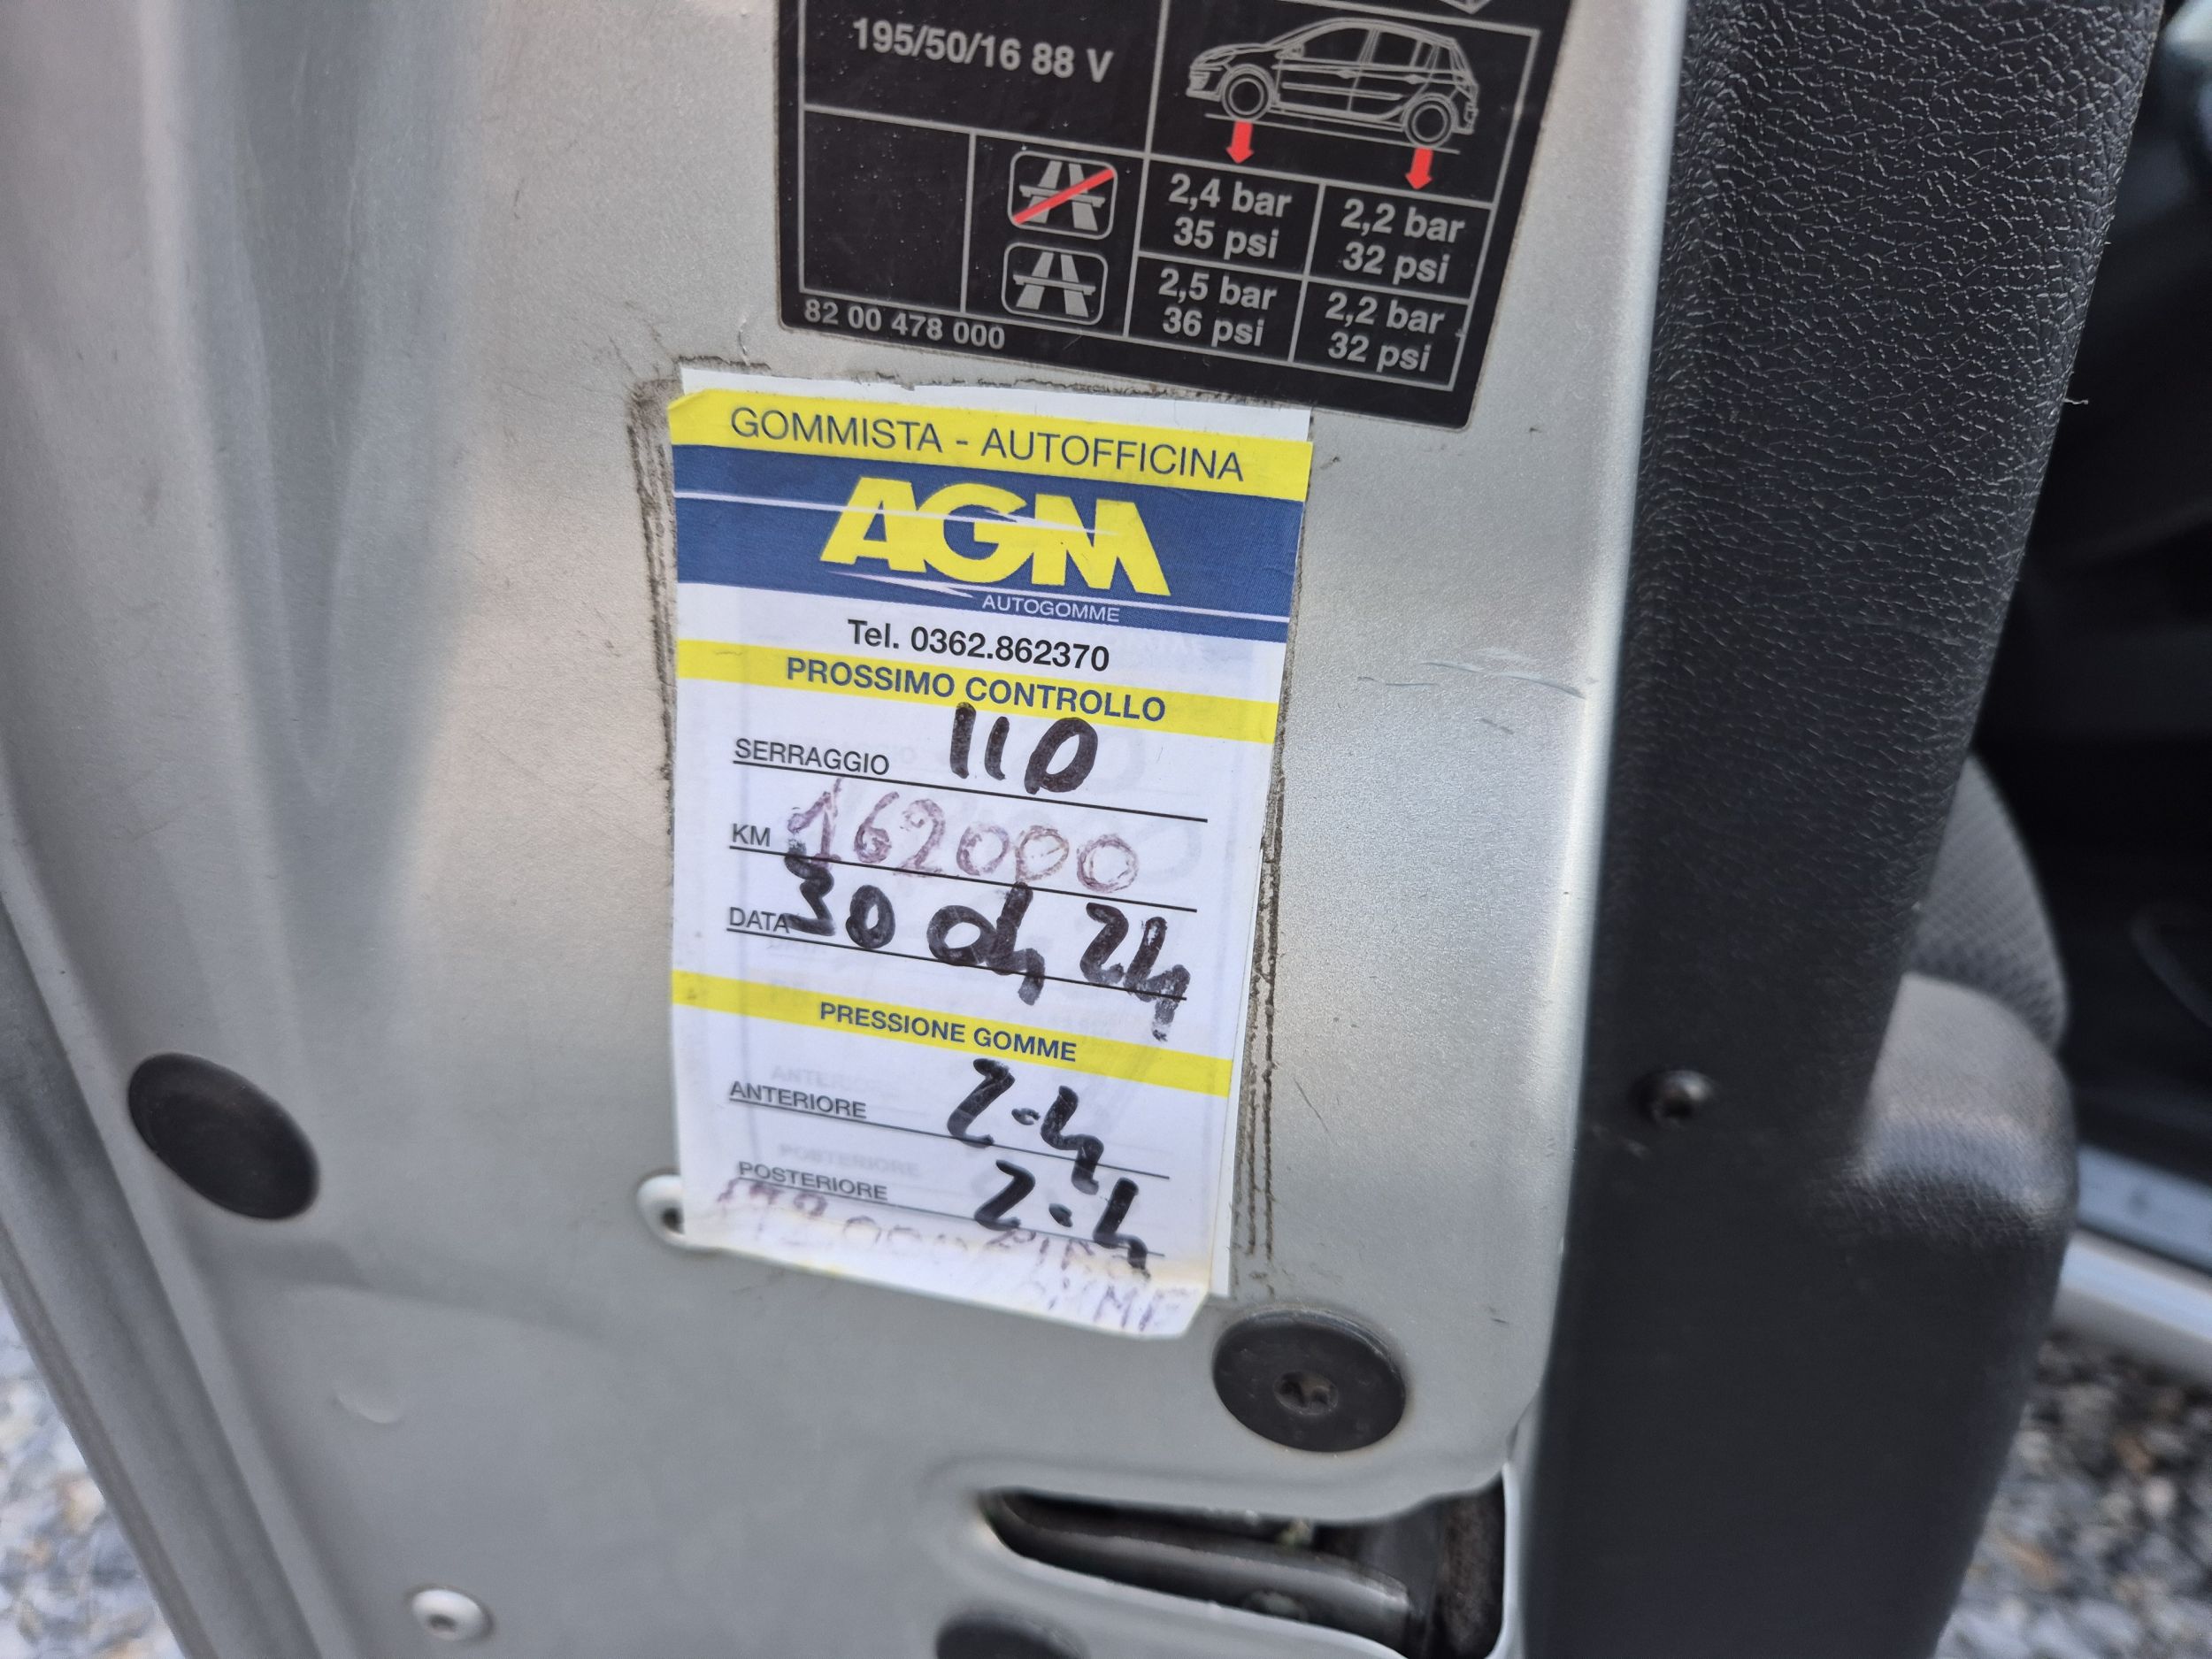 195/50/16 88 V
2,4 bar 2,2 bar
35 psi 32 psi
2,5 bar 2,2 bar
36 psi 32 psi
82 00 478 000
GOMMISTA - AUTOFFICINA
AGM
AUTOGOMME
Tel. 0362.862370
PROSSIMO CONTROLLO
SERRAGGIO 110
KM 162000
DATA 30 04 24
PRESSIONE GOMME
ANTERIORE 2.4
POSTERIORE 2.4